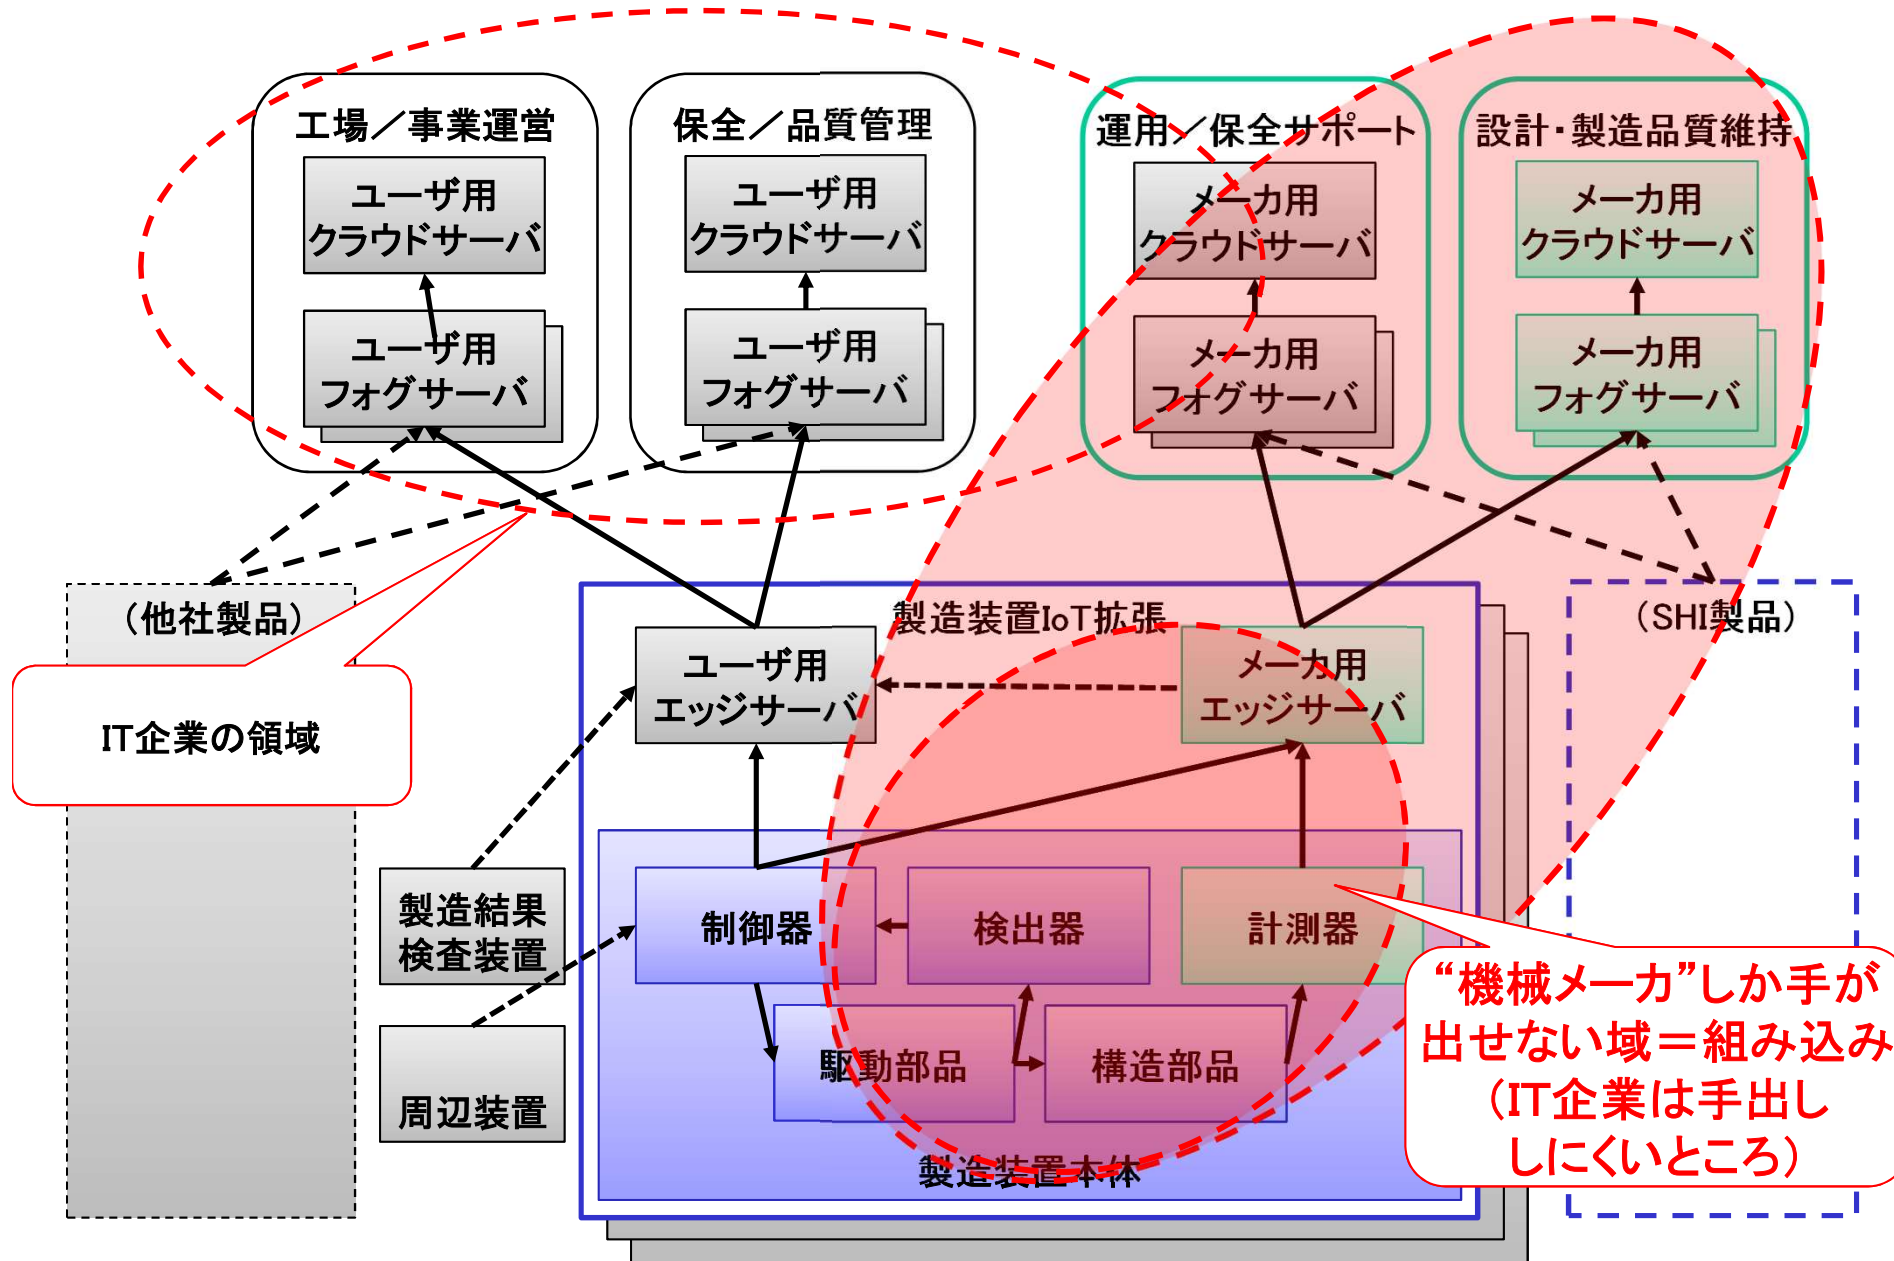 工場／事業運営
ユーザ用
クラウドサーバ
ユーザ用
フォグサーバ
保全／品質管理
ユーザ用
クラウドサーバ
ユーザ用
フォグサーバ
運用／保全サポート
メーカ用
クラウドサーバ
メーカ用
フォグサーバ
設計・製造品質維持
メーカ用
クラウドサーバ
メーカ用
フォグサーバ
（他社製品）
IT企業の領域
製造装置IoT拡張
ユーザ用
エッジサーバ
メーカ用
エッジサーバ
（SHI製品）
製造結果
検査装置
周辺装置
制御器
検出器
計測器
駆動部品
構造部品
製造装置本体
“機械メーカ”しか手が
出せない域＝組み込み
（IT企業は手出し
しにくいところ）